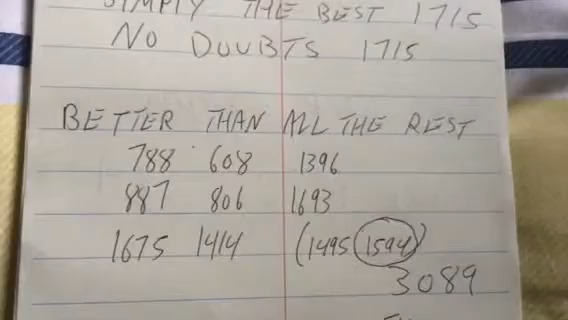 SIMPLY THE BEST 1715
NO DOUBTS 1715
BETTER THAN ALL THE REST
788 608 1396
887 806 1693
1675 1414 (1495 1594)
3089